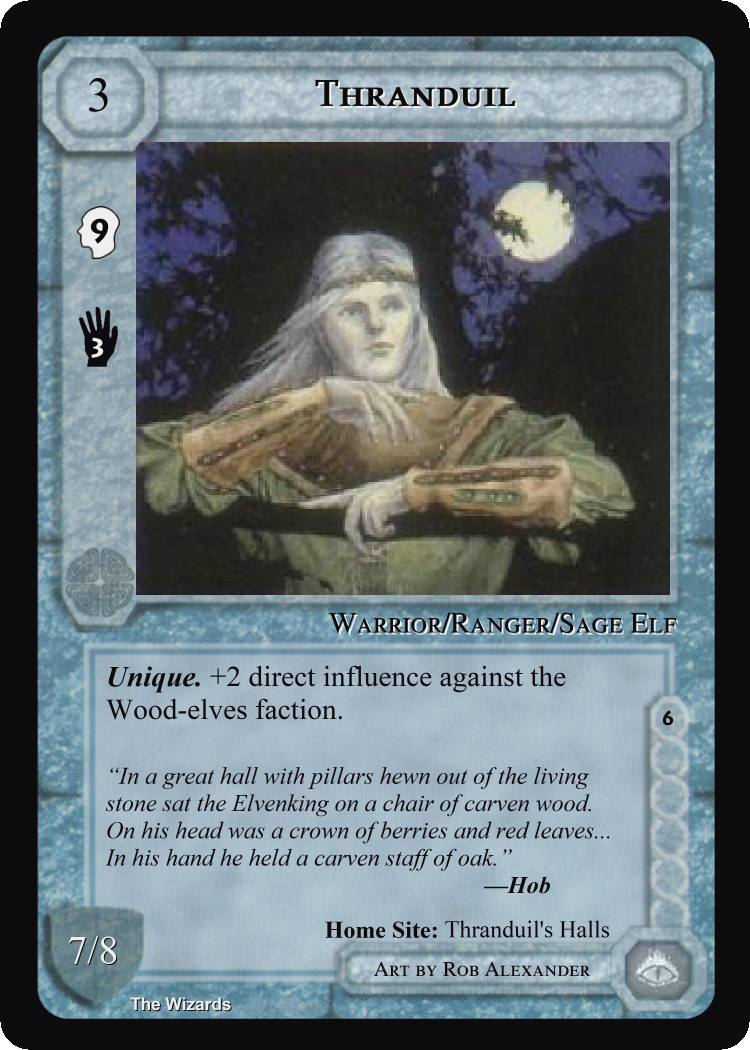 3
THRANDUIL
9
3
WARRIOR/RANGER/SAGE ELF
Unique. +2 direct influence against the
Wood-elves faction.
6
“In a great hall with pillars hewn out of the living
stone sat the Elvenking on a chair of carven wood.
On his head was a crown of berries and red leaves...
In his hand he held a carven staff of oak.”
—Hob
Home Site: Thranduil's Halls
7/8
ART BY ROB ALEXANDER
The Wizards